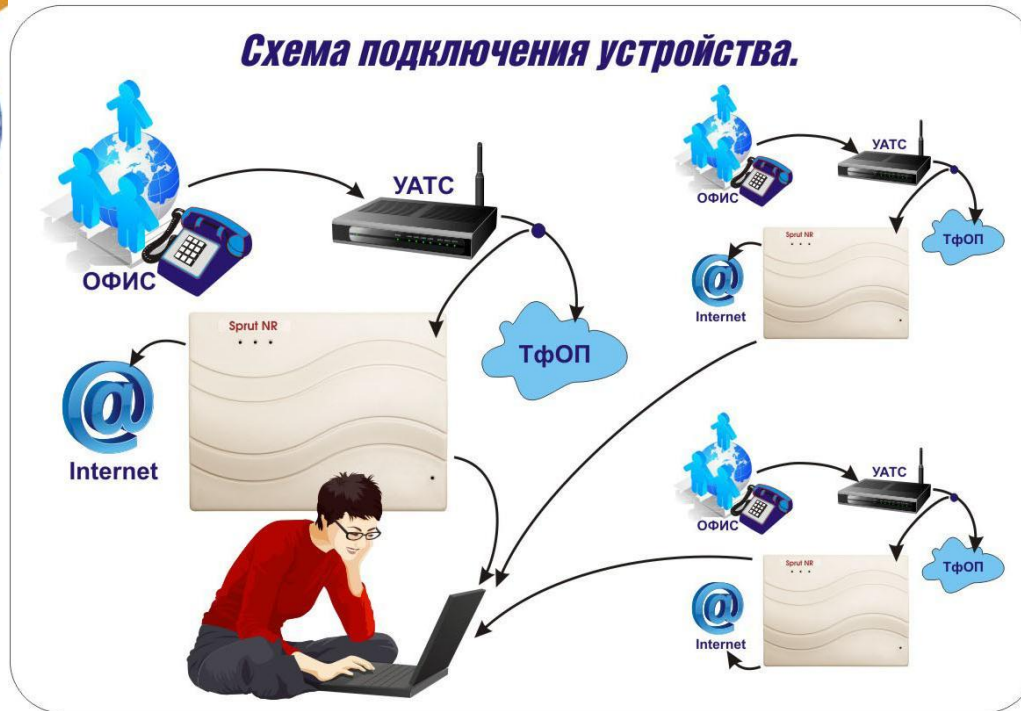 Схема подключения устройства.
УАТС
ОФИС
Sprut NR
ТфОП
Internet
УАТС
ОФИС
Sprut NR
ТфОП
Internet
УАТС
ОФИС
Sprut NR
ТфОП
Internet